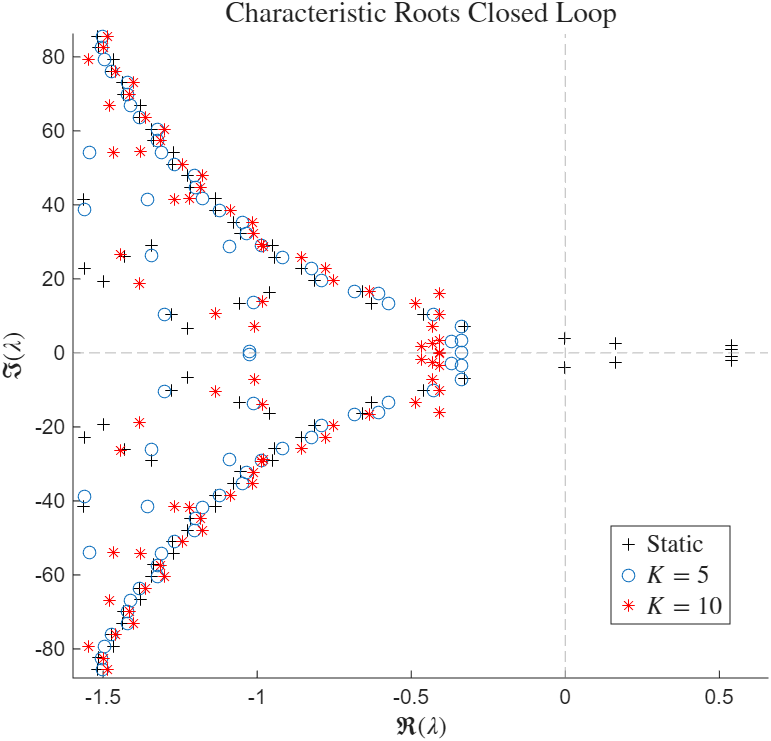 Characteristic Roots Closed Loop
80
60
40
20
0
-20
-40
-60
-80
ℑ(λ)
-1.5 -1 -0.5 0 0.5
ℜ(λ)
Static
K = 5
K = 10